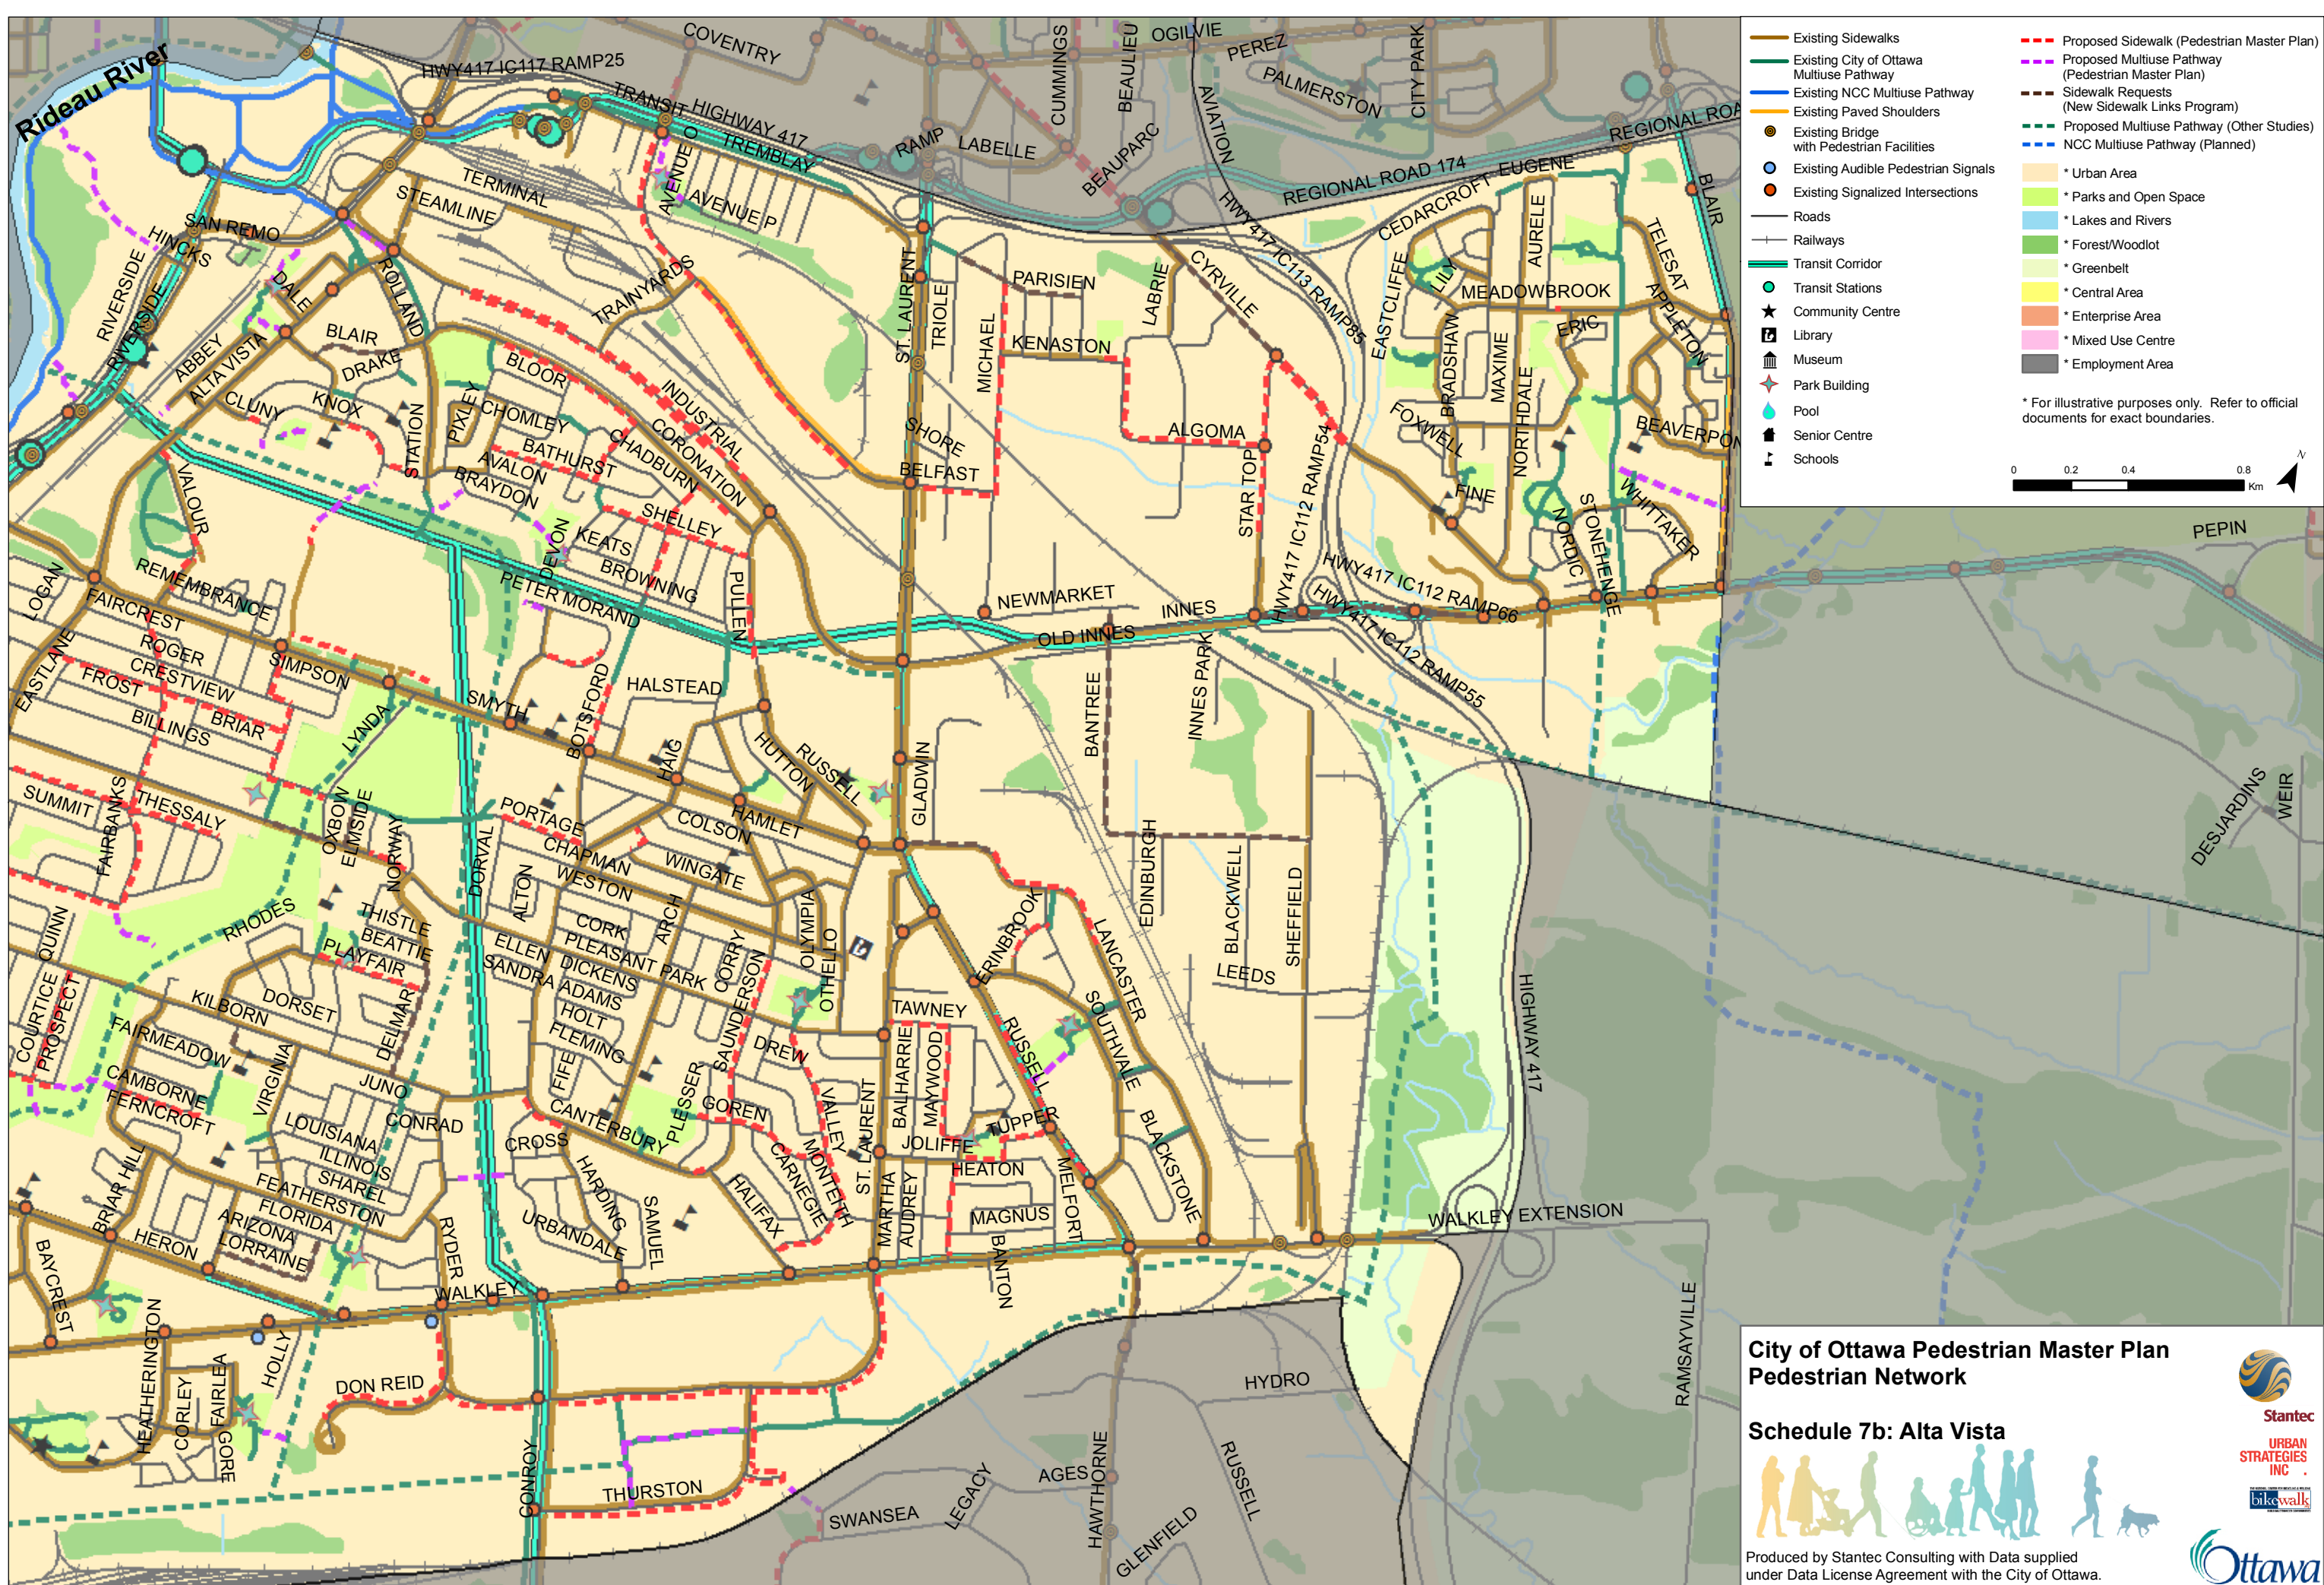 Existing Sidewalks
Existing City of Ottawa
Multiuse Pathway
Existing NCC Multiuse Pathway
Existing Paved Shoulders
Existing Bridge
with Pedestrian Facilities
Existing Audible Pedestrian Signals
Existing Signalized Intersections
Roads
Railways
Transit Corridor
Transit Stations
Community Centre
Library
Museum
Park Building
Pool
Senior Centre
Schools
Proposed Sidewalk (Pedestrian Master Plan)
Proposed Multiuse Pathway
(Pedestrian Master Plan)
Sidewalk Requests
(New Sidewalk Links Program)
Proposed Multiuse Pathway (Other Studies)
NCC Multiuse Pathway (Planned)
* Urban Area
* Parks and Open Space
* Lakes and Rivers
* Forest/Woodlot
* Greenbelt
* Central Area
* Enterprise Area
* Mixed Use Centre
* Employment Area
* For illustrative purposes only. Refer to official
documents for exact boundaries.
0 0.2 0.4 0.8
Km
N
Rideau River
HWY417 IC117 RAMP25
COVENTRY
CUMMINGS
BEAULIEU
OGILVIE
PEREZ
PALMERSTON
CITY PARK
AVIATION
TRANSIT
HIGHWAY 417
TREMBLAY
RAMP
LABELLE
BEAUPARC
REGIONAL ROAD 174
REGIONAL ROA
EUGENE
CEDARCROFT
BLAIR
TERMINAL
STEAMLINE
AVENUE O
AVENUE P
SAN REMO
HINCKS
RIVERSIDE
RIVERSIDE
DALE
ROLLAND
BLAIR
DRAKE
ABBEY
ALTA VISTA
CLUNY
KNOX
STATION
PIXLEY
BLOOR
CHOMLEY
BATHURST
AVALON
BRAYDON
CHADBURN
CORONATION
INDUSTRIAL
TRAINYARDS
ST. LAURENT
TRIOLE
MICHAEL
PARISIEN
KENASTON
LABRIE
CYRVILLE
HWY417 IC113 RAMP85
EASTCLIFFE
LILY
AURELE
TELESAT
APPLETON
MEADOWBROOK
ERIC
BRADSHAW
MAXIME
NORTHDALE
FOXWELL
BEAVERPON
FINE
WHITTAKER
STONEHENGE
NORDIC
SHORE
BELFAST
ALGOMA
STAR TOP
HWY417 IC112 RAMP54
HWY417 IC112 RAMP66
HWY417 IC112 RAMP55
NEWMARKET
INNES
OLD INNES
INNES PARK
BANTREE
VALOUR
REMEMBRANCE
LOGAN
FAIRCREST
EASTLANE
ROGER
CRESTVIEW
FROST
BRIAR
BILLINGS
SIMPSON
SMYTH
DEVON
KEATS
BROWNING
SHELLEY
PULLEN
PETER MORAND
BOTSFORD
HALSTEAD
HAIG
HUTTON
RUSSELL
GLADWIN
LYNDA
SUMMIT
THESSALY
FAIRBANKS
OXBOW
ELMSIDE
NORWAY
DORVAL
PORTAGE
CHAPMAN
WESTON
COLSON
HAMLET
WINGATE
ALTON
ARCH
CORK
PLEASANT PARK
ELLEN
DICKENS
SANDRA ADAMS
HOLT
FLEMING
FIFE
CORRY
SAUNDERSON
OLYMPIA
OTHELLO
RHODES
THISTLE
BEATTIE
PLAYFAIR
QUINN
COURTICE
PROSPECT
KILBORN
DORSET
DELMAR
FAIRMEADOW
CAMBORNE
FERNCROFT
VIRGINIA
JUNO
CONRAD
LOUISIANA
ILLINOIS
SHAREL
FEATHERSTON
FLORIDA
ARIZONA
LORRAINE
BRIAR HILL
HERON
BAYCREST
RYDER
WALKLEY
CROSS
CANTERBURY
HARDING
URBANDALE
SAMUEL
PLESSER
GOREN
DREW
VALLEY
MONTETH
CARNEGIE
HALIFAX
ST. LAURENT
BALHARRIE
MAYWOOD
TAWNEY
JOLIFFE
HEATON
TUPPER
MARTHA
AUDREY
MAGNUS
BANTON
MELFORT
RUSSELL
ERINBROOK
LANCASTER
SOUTHVALE
BLACKSTONE
EDINBURGH
BLACKWELL
SHEFFIELD
LEEDS
HIGHWAY 417
WALKLEY EXTENSION
RAMSAYVILLE
PEPIN
DESJARDINS
WEIR
HEATHERINGTON
CORLEY
FAIRLEA
GORE
HOLLY
DON REID
CONROY
THURSTON
SWANSEA
LEGACY
AGES
HAWTHORNE
GLENFIELD
RUSSELL
HYDRO
City of Ottawa Pedestrian Master Plan
Pedestrian Network
Schedule 7b: Alta Vista
Stantec
URBAN
STRATEGIES
INC .
bikewalk
Ottawa
Produced by Stantec Consulting with Data supplied
under Data License Agreement with the City of Ottawa.